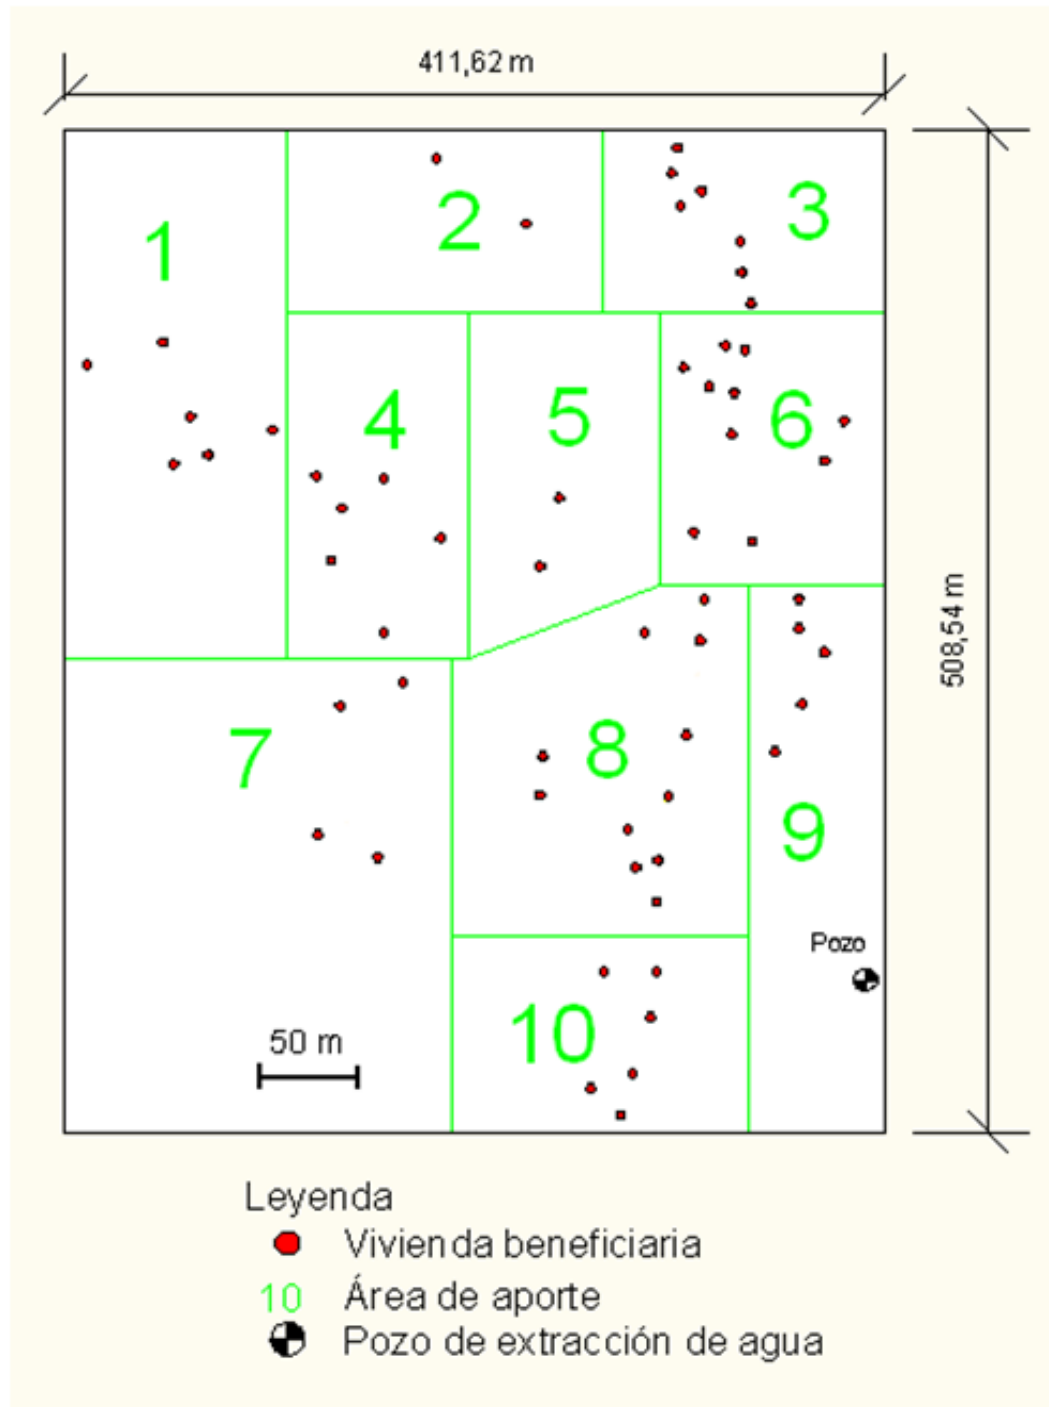 411,62 m
1
2
3
4
5
6
508,54 m
7
8
9
Pozo
10
50 m
Leyenda
Vivienda beneficiaria
10 Área de aporte
Pozo de extracción de agua